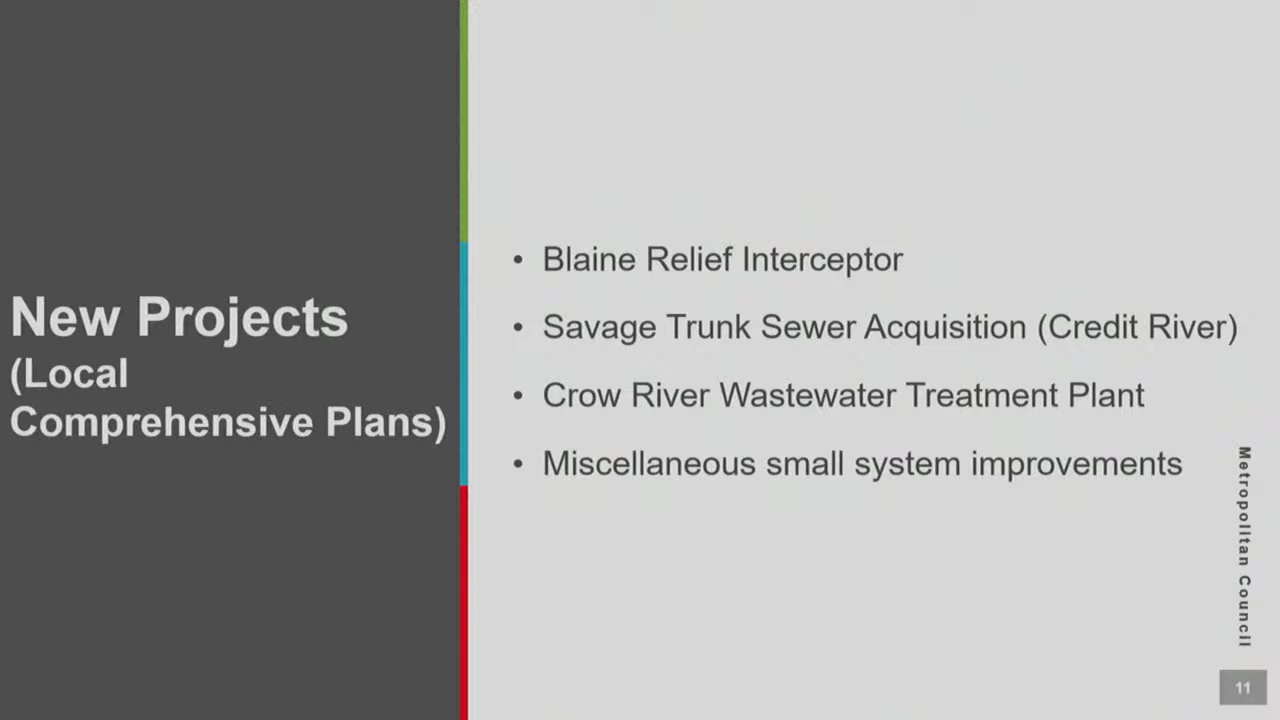 New Projects
(Local
Comprehensive Plans)
• Blaine Relief Interceptor
• Savage Trunk Sewer Acquisition (Credit River)
• Crow River Wastewater Treatment Plant
• Miscellaneous small system improvements
Metropolitan Council
11